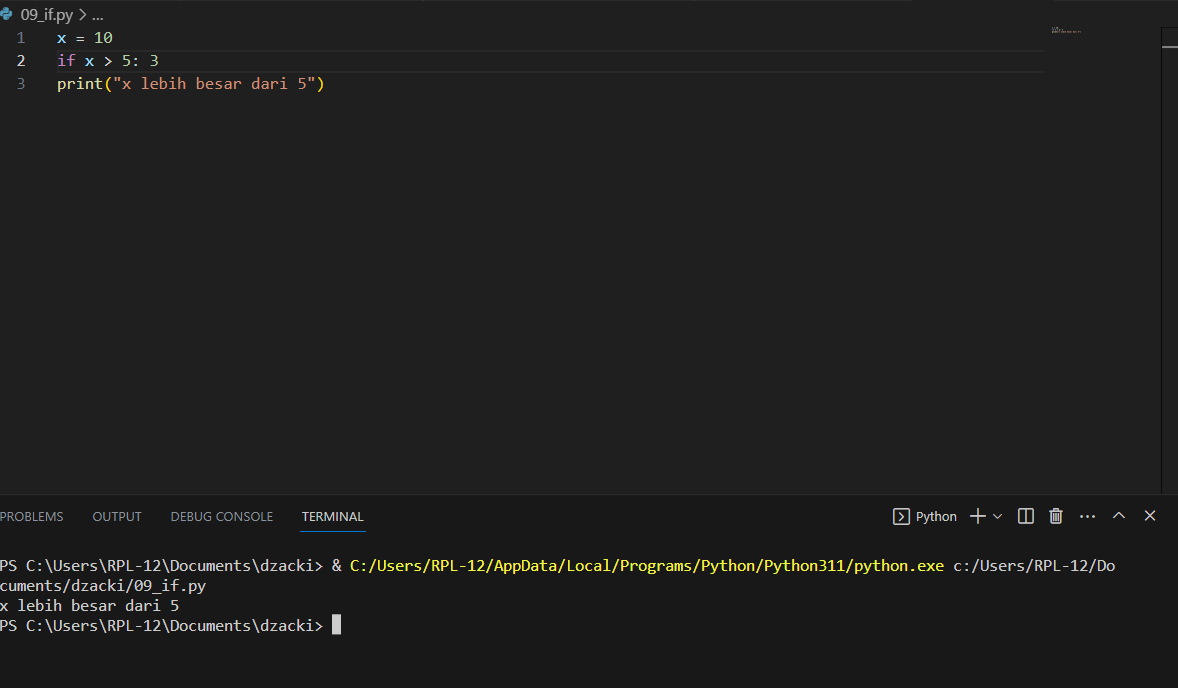 09_if.py > ...
1 x = 10
2 if x > 5: 3
3 print("x lebih besar dari 5")
PROBLEMS OUTPUT DEBUG CONSOLE TERMINAL Python
PS C:\Users\RPL-12\Documents\dzacki> & C:/Users/RPL-12/AppData/Local/Programs/Python/Python311/python.exe c:/Users/RPL-12/Do
cuments/dzacki/09_if.py
x lebih besar dari 5
PS C:\Users\RPL-12\Documents\dzacki>